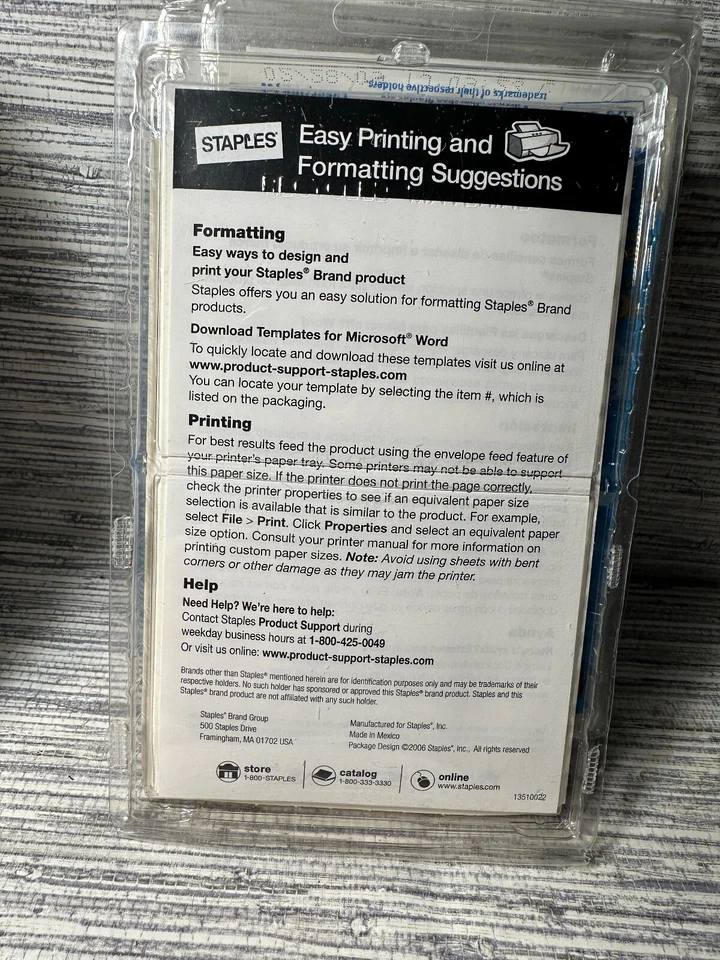 trademarks of their respective holders
STAPLES®
Easy Printing and
Formatting Suggestions
Formatting
Easy ways to design and
print your Staples® Brand product
Staples offers you an easy solution for formatting Staples® Brand
products.
Download Templates for Microsoft® Word
To quickly locate and download these templates visit us online at
www.product-support-staples.com
You can locate your template by selecting the item #, which is
listed on the packaging.
Printing
For best results feed the product using the envelope feed feature of
your printer's paper tray. Some printers may not be able to support
this paper size. If the printer does not print the page correctly,
check the printer properties to see if an equivalent paper size
selection is available that is similar to the product. For example,
select File > Print. Click Properties and select an equivalent paper
size option. Consult your printer manual for more information on
printing custom paper sizes. Note: Avoid using sheets with bent
corners or other damage as they may jam the printer.
Help
Need Help? We're here to help:
Contact Staples Product Support during
weekday business hours at 1-800-425-0049
Or visit us online: www.product-support-staples.com
Brands other than Staples® mentioned herein are for identification purposes only and may be trademarks of their
respective holders. No such holder has sponsored or approved this Staples® brand product. Staples and this
Staples® brand product are not affiliated with any such holder.
Staples® Brand Group
500 Staples Drive
Framingham, MA 01702 USA
Manufactured for Staples®, Inc.
Made in Mexico
Package Design ©2006 Staples®, Inc., All rights reserved
store
1-800-STAPLES
catalog
1-800-333-3330
online
www.staples.com
13510022